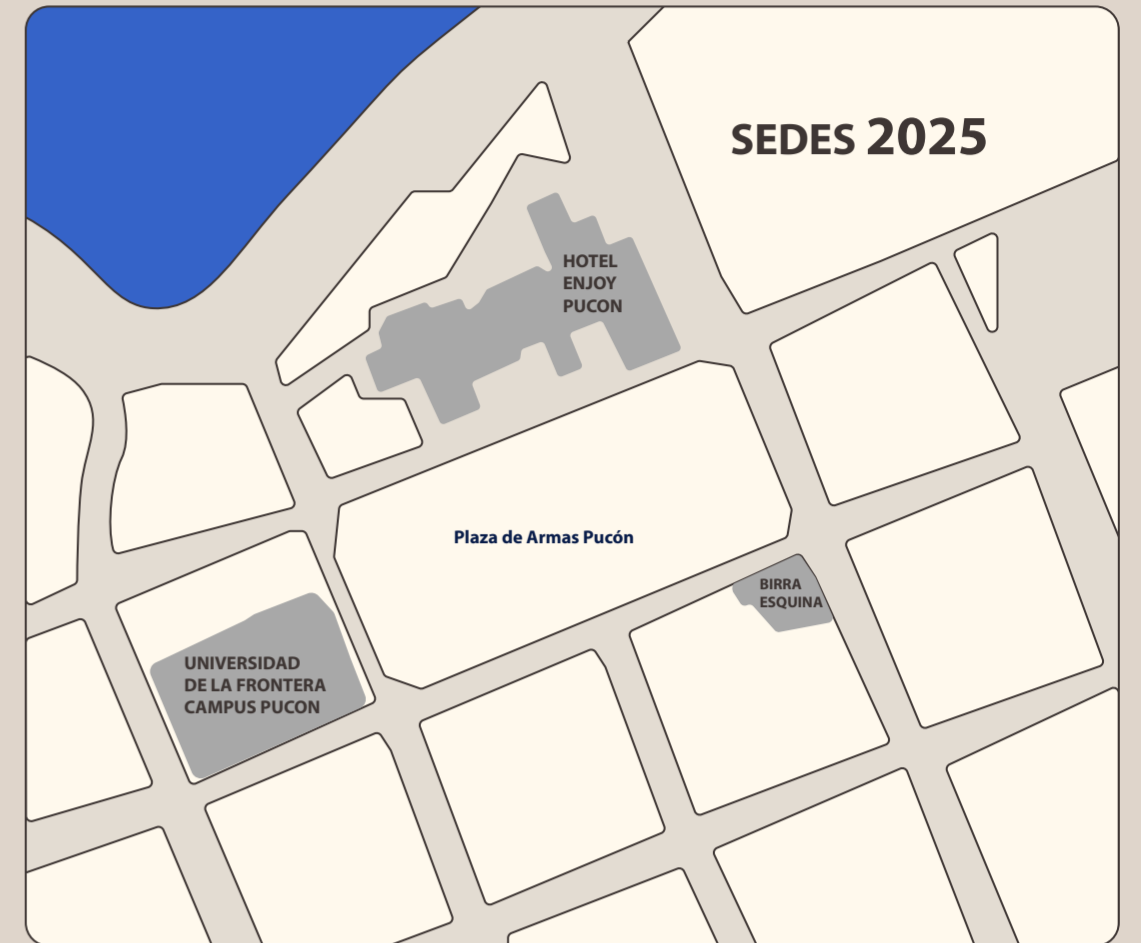 SEDES 2025
HOTEL
ENJOY
PUCON
Plaza de Armas Pucón
BIRRA
ESQUINA
UNIVERSIDAD
DE LA FRONTERA
CAMPUS PUCON